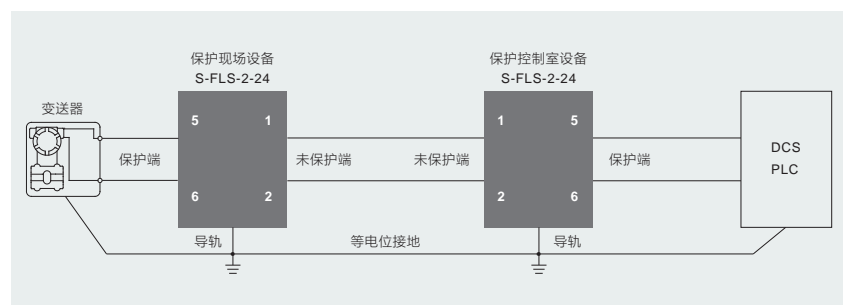 保护现场设备
S-FLS-2-24
保护控制室设备
S-FLS-2-24
变送器
5 1
1 5
DCS
PLC
保护端
未保护端
未保护端
保护端
6 2
2 6
导轨
等电位接地
导轨